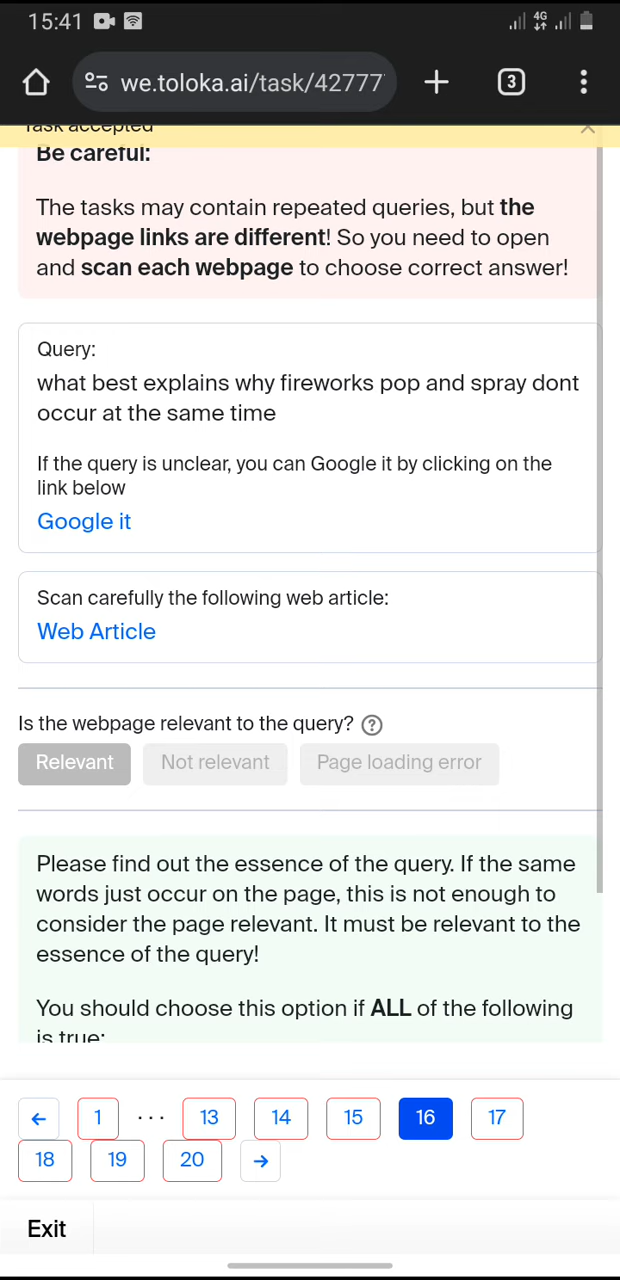 15:41
4G
we.toloka.ai/task/42777
3
Task accepted
Be careful:
The tasks may contain repeated queries, but the
webpage links are different! So you need to open
and scan each webpage to choose correct answer!
Query:
what best explains why fireworks pop and spray dont
occur at the same time
If the query is unclear, you can Google it by clicking on the
link below
Google it
Scan carefully the following web article:
Web Article
Is the webpage relevant to the query? ?
Relevant Not relevant Page loading error
Please find out the essence of the query. If the same
words just occur on the page, this is not enough to
consider the page relevant. It must be relevant to the
essence of the query!
You should choose this option if ALL of the following
is true:
← 1 ... 13 14 15 16 17
18 19 20 →
Exit